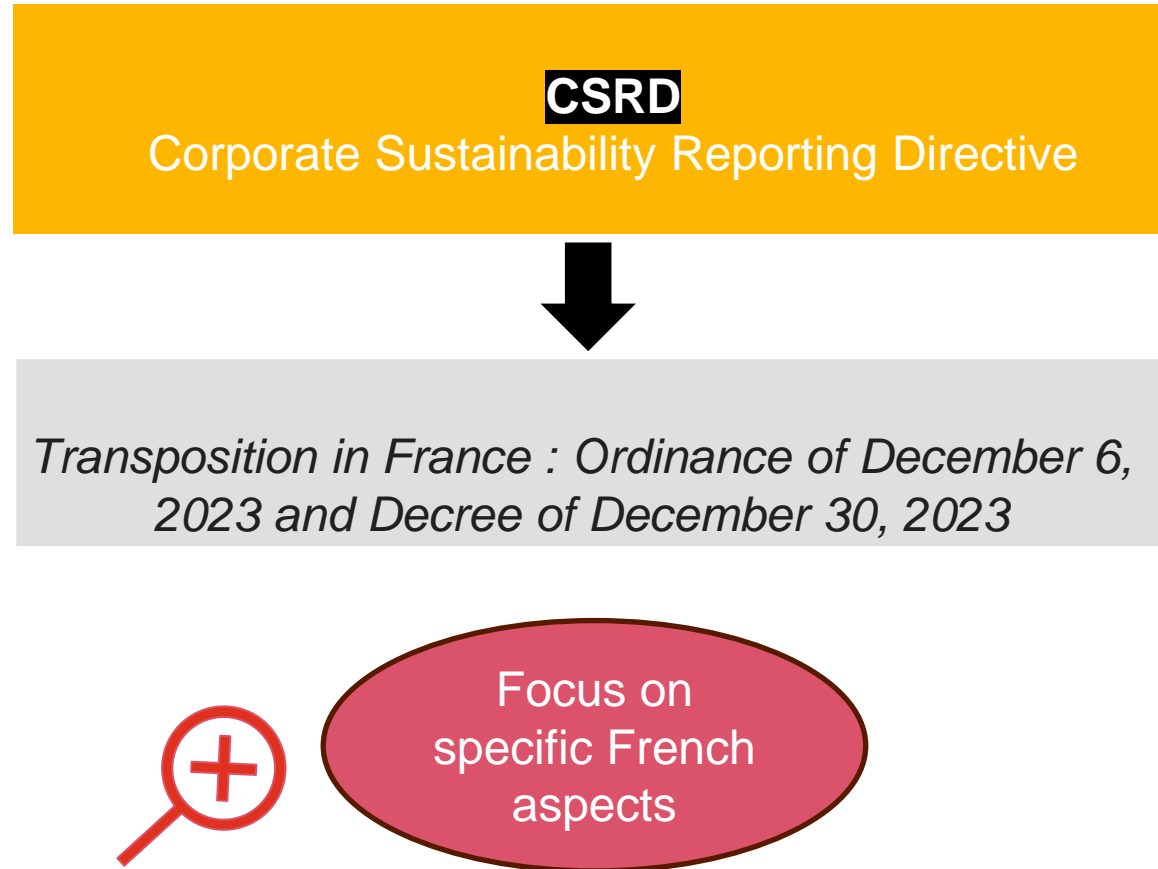 CSRD
Corporate Sustainability Reporting Directive
Transposition in France : Ordinance of December 6,
2023 and Decree of December 30, 2023
Focus on
specific French
aspects